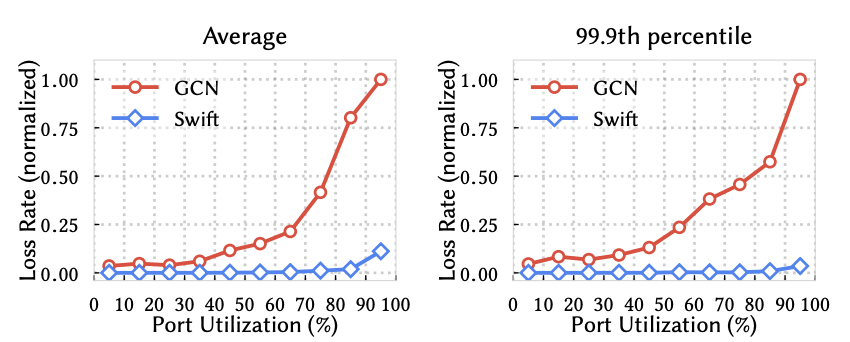 Average
Loss Rate (normalized)
1.00
0.75
0.50
0.25
0.00
GCN
Swift
0 10 20 30 40 50 60 70 80 90 100
Port Utilization (%)
99.9th percentile
Loss Rate (normalized)
1.00
0.75
0.50
0.25
0.00
GCN
Swift
0 10 20 30 40 50 60 70 80 90 100
Port Utilization (%)